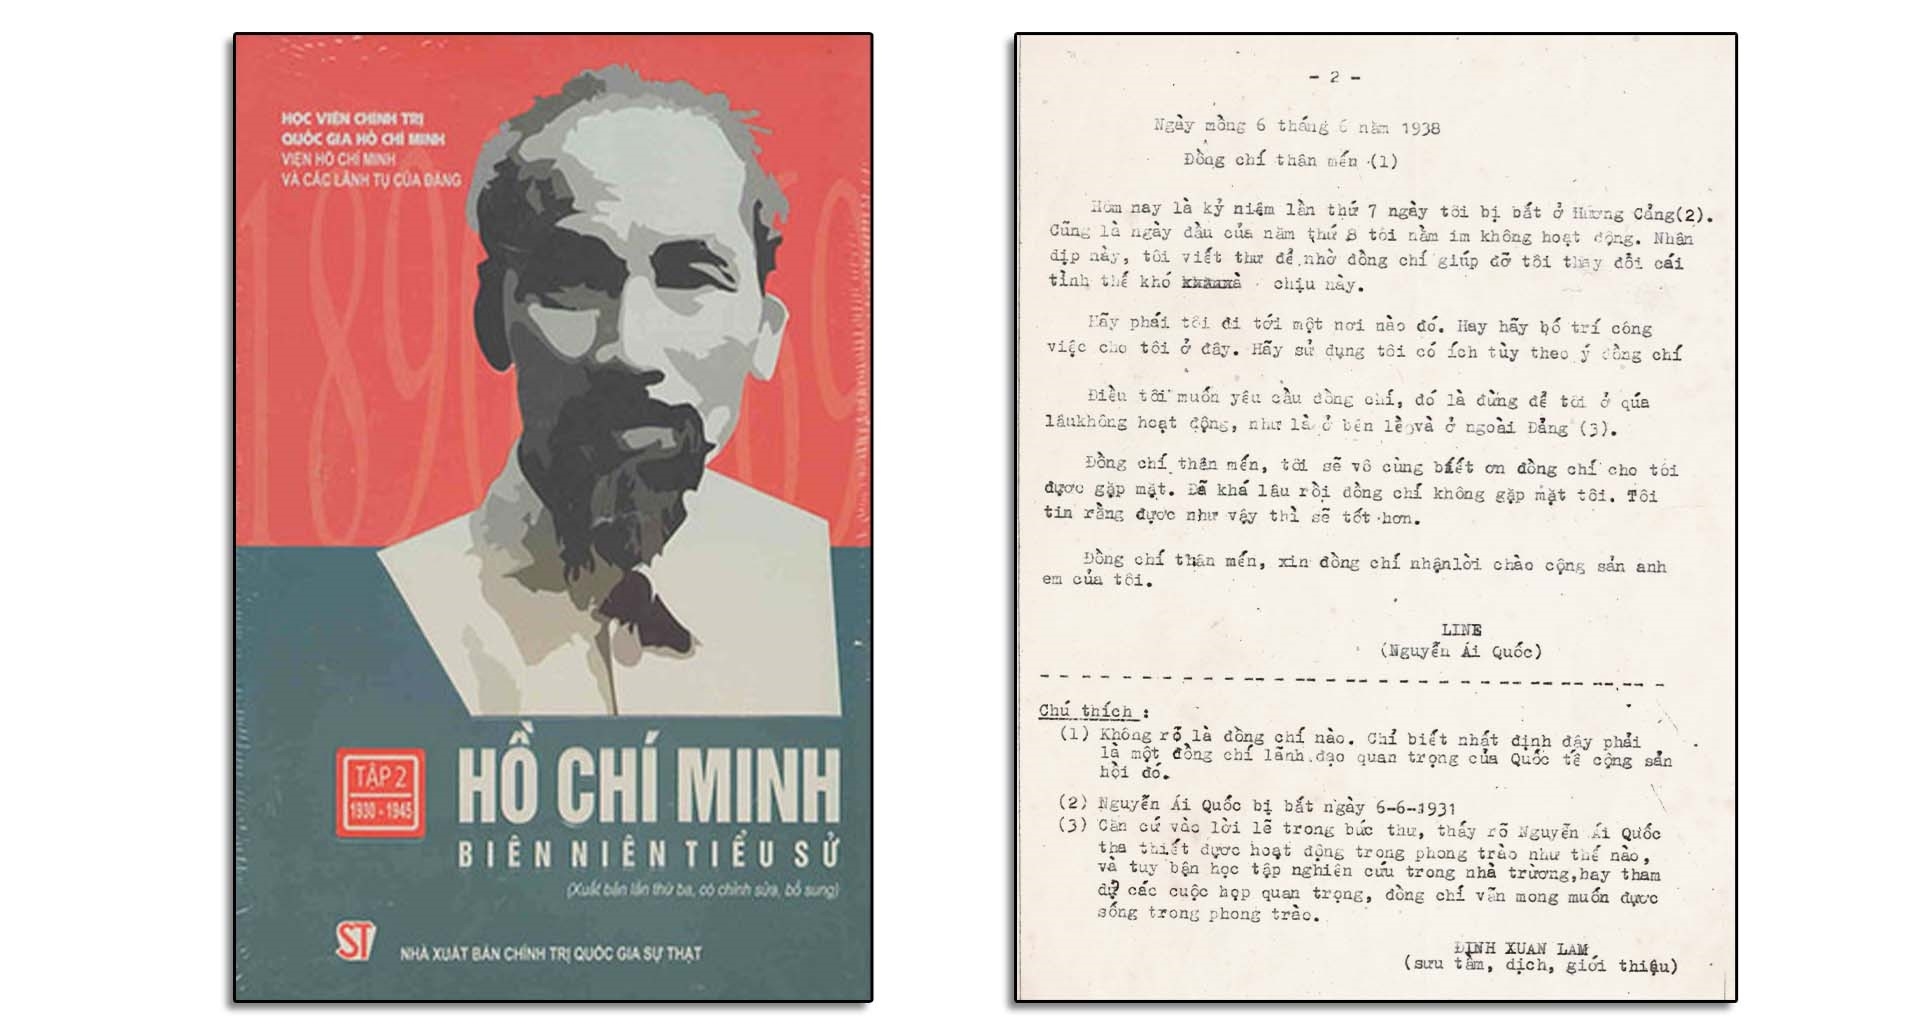 HỌC VIỆN CHÍNH TRỊ
QUỐC GIA HỒ CHÍ MINH
VIỆN HỒ CHÍ MINH
VÀ CÁC LÃNH TỤ CỦA ĐẢNG
1890 69
TẬP 2
1930 - 1945
HỒ CHÍ MINH
BIÊN NIÊN TIỂU SỬ
(Xuất bản lần thứ ba, có chỉnh sửa, bổ sung)
ST
NHÀ XUẤT BẢN CHÍNH TRỊ QUỐC GIA SỰ THẬT
- 2 -
Ngày mồng 6 tháng 6 năm 1938
Đồng chí thân mến (1)
Hôm nay là kỷ niệm lần thứ 7 ngày tôi bị bắt ở Hương Cảng(2).
Cũng là ngày đầu của năm thứ 8 tôi nằm im không hoạt động. Nhân
dịp này, tôi viết thư để nhờ đồng chí giúp đỡ tôi thay đổi cái
tình thế khó chịu này.
Hãy phái tôi đi tới một nơi nào đó. Hay hãy bố trí công
việc cho tôi ở đây. Hãy sử dụng tôi có ích tùy theo ý đồng chí
Điều tôi muốn yêu cầu đồng chí, đó là đừng để tôi ở qúa
lâukhông hoạt động, như là ở bên lề và ở ngoài Đảng (3).
Đồng chí thân mến, tôi sẽ vô cùng biết ơn đồng chí cho tôi
được gặp mặt. Đã khá lâu rồi đồng chí không gặp mặt tôi. Tôi
tin rằng được như vậy thì sẽ tốt hơn.
Đồng chí thân mến, xin đồng chí nhậnlời chào cộng sản anh
em của tôi.
LINE
(Nguyễn Ái Quốc)
Chú thích :
(1) Không rõ là đồng chí nào. Chỉ biết nhất định đây phải
là một đồng chí lãnh đạo quan trọng của Quốc tế cộng sản
hồi đó.
(2) Nguyễn Ái Quốc bị bắt ngày 6-6-1931
(3) Căn cứ vào lời lẽ trong bức thư, thấy rõ Nguyễn Ái Quốc
tha thiết được hoạt động trong phong trào như thế nào,
và tuy bận học tập nghiên cứu trong nhà trường,hay tham
dự các cuộc họp quan trọng, đồng chí vẫn mong muốn được
sống trong phong trào.
ĐINH XUAN LAM
(sưu tầm, dịch, giới thiệu)